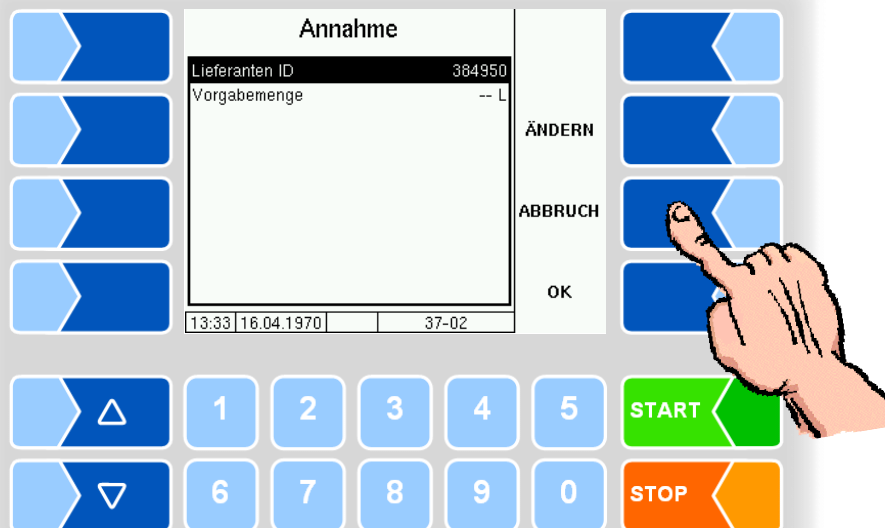 Annahme
Lieferanten ID 384950
Vorgabemenge -- L
ÄNDERN
ABBRUCH
OK
13:33 16.04.1970 37-02
1 2 3 4 5 START
6 7 8 9 0 STOP